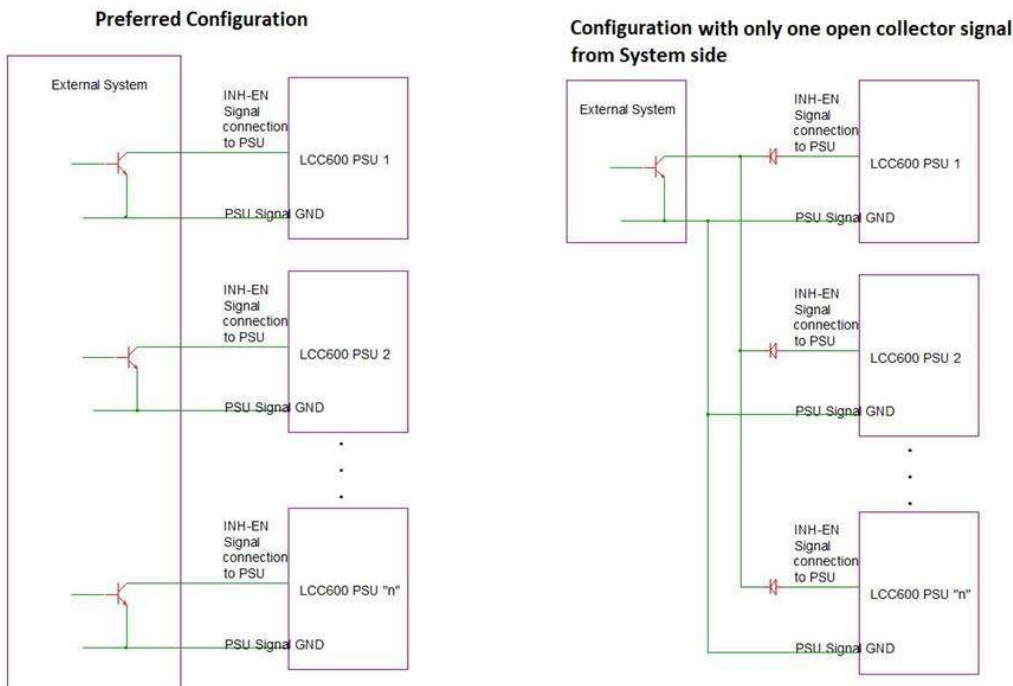 Preferred Configuration
External System
INH-EN
Signal
connection
to PSU
LCC600 PSU 1
PSU Signal GND
INH-EN
Signal
connection
to PSU
LCC600 PSU 2
PSU Signal GND
INH-EN
Signal
connection
to PSU
LCC600 PSU "n"
PSU Signal GND
Configuration with only one open collector signal
from System side
External System
INH-EN
Signal
connection
to PSU
LCC600 PSU 1
PSU Signal GND
INH-EN
Signal
connection
to PSU
LCC600 PSU 2
PSU Signal GND
INH-EN
Signal
connection
to PSU
LCC600 PSU "n"
PSU Signal GND